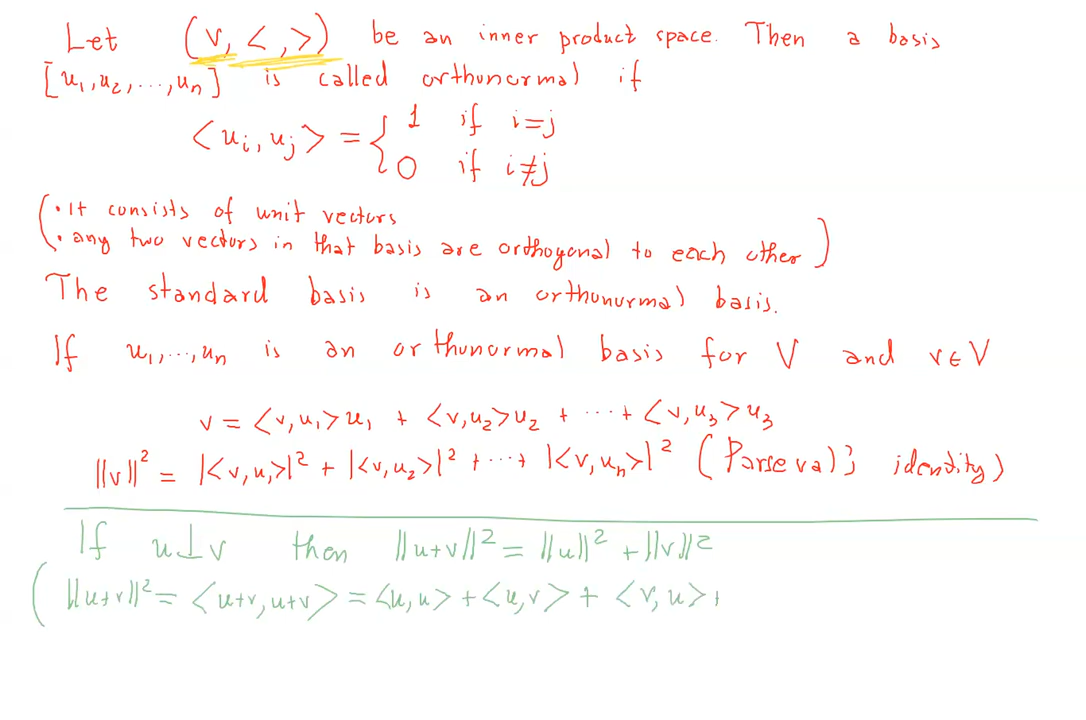 Let (V, < , >) be an inner product space. Then a basis
[u₁, u₂, ..., uₙ] is called orthonormal if
<uᵢ, uⱼ> = { 1 if i=j
0 if i≠j
( • It consists of unit vectors
• any two vectors in that basis are orthogonal to each other )
The standard basis is an orthonormal basis.
If u₁, ..., uₙ is an orthonormal basis for V and v ∈ V
v = <v, u₁> u₁ + <v, u₂> u₂ + ... + <v, u₃> u₃
||v||² = |<v, u₁>|² + |<v, u₂>|² + ... + |<v, uₙ>|² (Parseval's identity)
If u ⊥ v then ||u+v||² = ||u||² + ||v||²
( ||u+v||² = <u+v, u+v> = <u, u> + <u, v> + <v, u> +